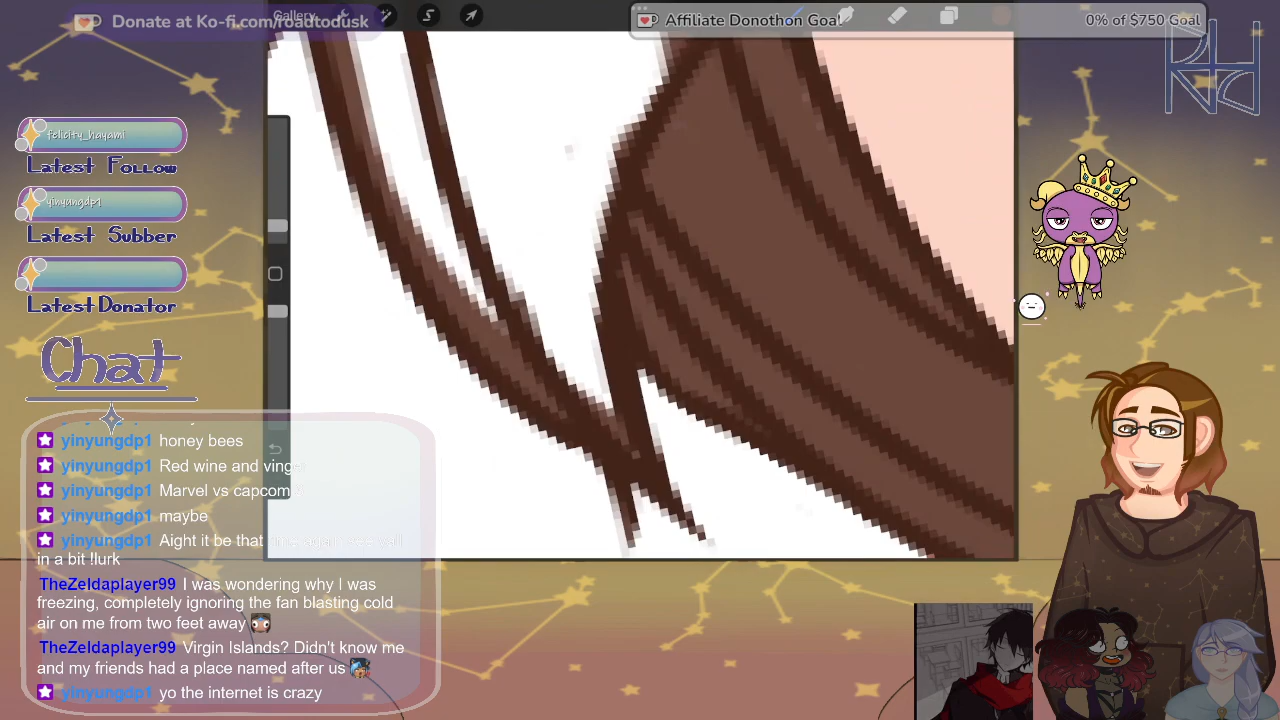 Donate at Ko-fi.com/roadtodusk
Gallery
Affiliate Donothon Goal
0% of $750 Goal
felicity_hayami
Latest Follow
yinyungdp1
Latest Subber
Latest Donator
Chat
yinyungdp1 honey bees
yinyungdp1 Red wine and
yinyungdp1 Marvel vs capcom
yinyungdp1 maybe
yinyungdp1 Aight it be that
in a bit !lurk
TheZeldaplayer99 I was wondering why I was
freezing, completely ignoring the fan blasting cold
air on me from two feet away
TheZeldaplayer99 Virgin Islands? Didn't know me
and my friends had a place named after us
yinyungdp1 yo the internet is crazy